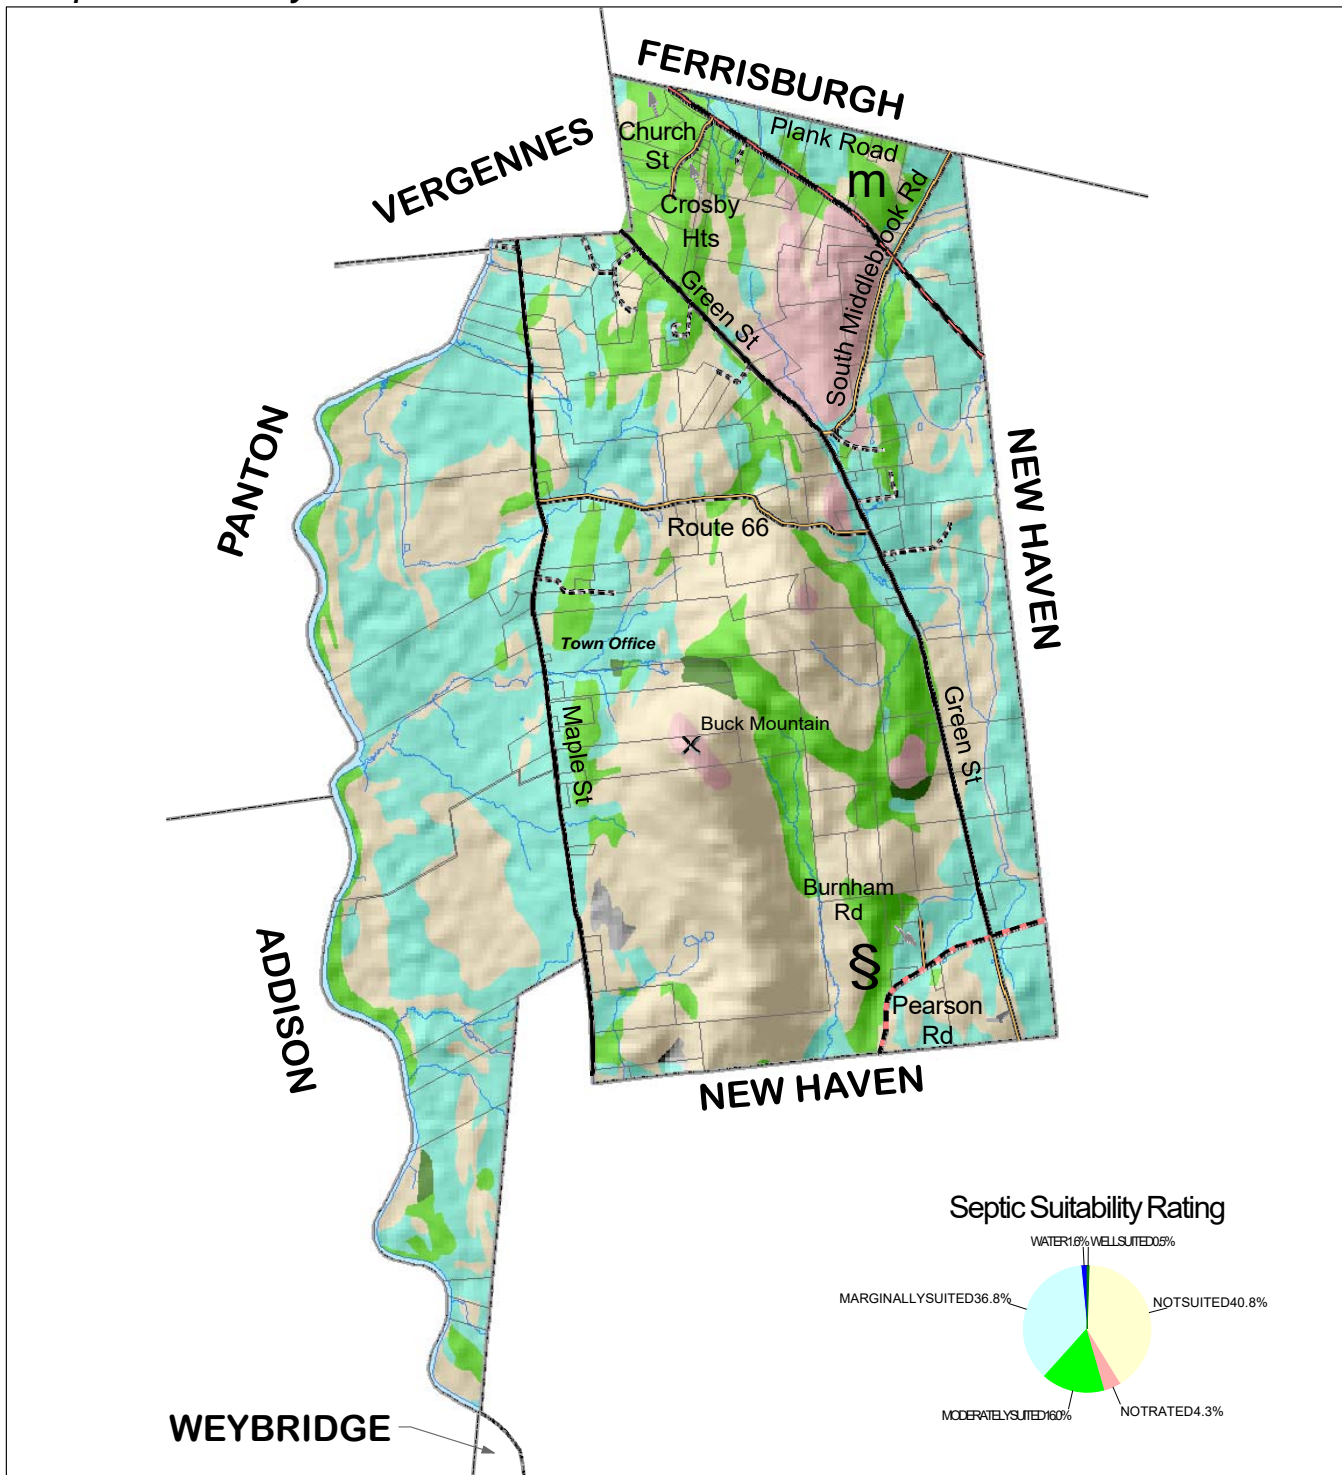 FERRISBURGH
VERGENNES
Church
St
Plank Road
m
Crosby
Hts
South Middlebrook Rd
Green St
PANTON
NEW HAVEN
Route 66
Town Office
Maple St
Buck Mountain
Green St
Burnham
Rd
§
ADDISON
Pearson
Rd
NEW HAVEN
Septic Suitability Rating
WATER1.6%
WELLSUITED0.5%
MARGINALLYSUITED36.8%
NOTSUITED40.8%
MODERATELYSUITED16.0%
NOTRATED4.3%
WEYBRIDGE